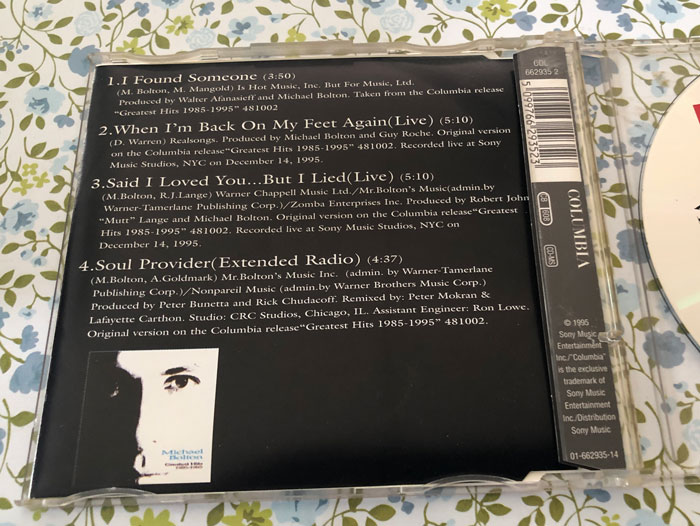 1.I Found Someone (3:50)
(M. Bolton, M. Mangold) Is Hot Music, Inc. But For Music, Ltd.
Produced by Walter Afanasieff and Michael Bolton. Taken from the Columbia release
"Greatest Hits 1985-1995" 481002
2.When I'm Back On My Feet Again(Live) (5:10)
(D. Warren) Realsongs. Produced by Michael Bolton and Guy Roche. Original version
on the Columbia release"Greatest Hits 1985-1995" 481002. Recorded live at Sony
Music Studios, NYC on December 14, 1995.
3.Said I Loved You...But I Lied(Live) (5:10)
(M.Bolton, R.J.Lange) Warner Chappell Music Ltd./Mr.Bolton's Music(admin.by
Warner-Tamerlane Publishing Corp.)/Zomba Enterprises Inc. Produced by Robert John
"Mutt" Lange and Michael Bolton. Original version on the Columbia release"Greatest
Hits 1985-1995" 481002. Recorded live at Sony Music Studios, NYC on
December 14, 1995.
4.Soul Provider(Extended Radio) (4:37)
(M.Bolton, A.Goldmark) Mr.Bolton's Music Inc. (admin. by Warner-Tamerlane
Publishing Corp.)/Nonpareil Music (admin.by Warner Brothers Music Corp.)
Produced by Peter Bunetta and Rick Chudacoff. Remixed by: Peter Mokran &
Lafayette Carthon. Studio: CRC Studios, Chicago, IL. Assistant Engineer: Ron Lowe.
Original version on the Columbia release"Greatest Hits 1985-1995" 481002.
Michael
Bolton
Greatest Hits
1985-1995
COL
662935 2
5 099766 293523
COLUMBIA
© 1995
Sony Music
Entertainment
Inc./"Columbia"
is the exclusive
trademark of
Sony Music
Entertainment
Inc./Distribution
Sony Music
01-662935-14